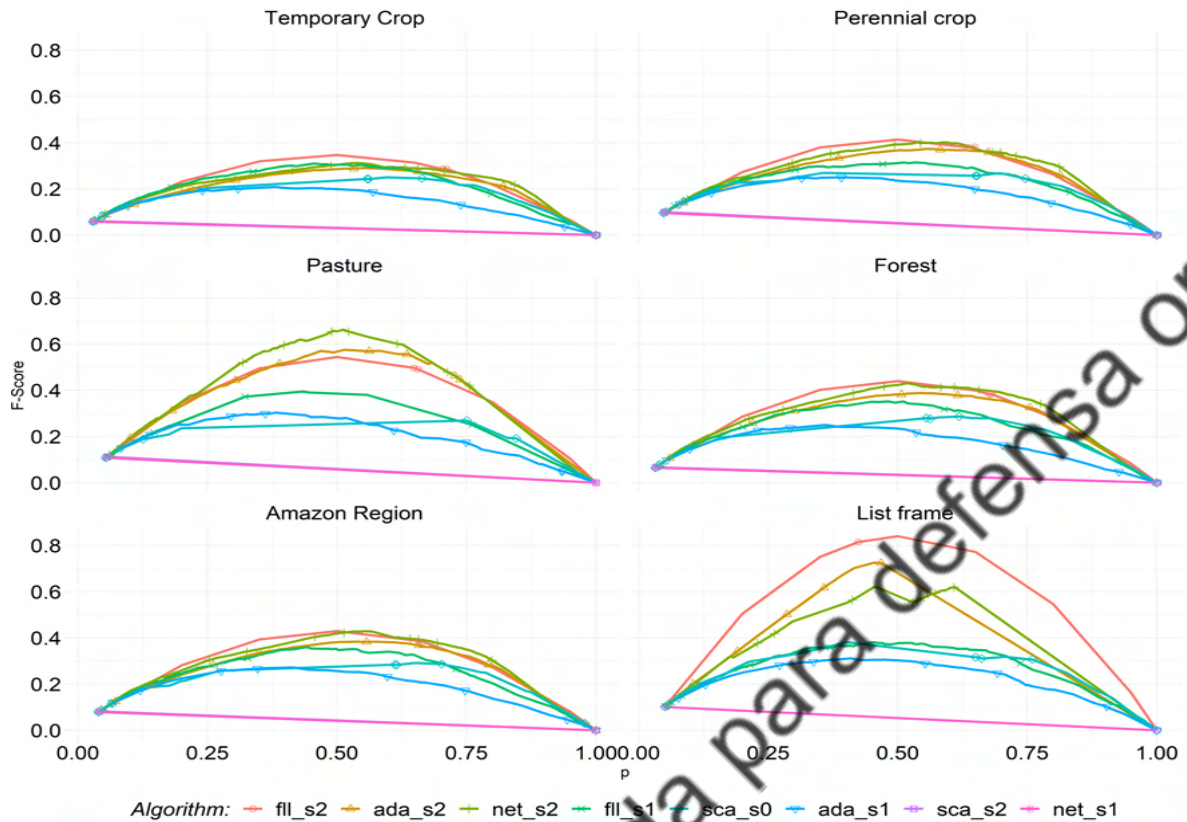 Temporary Crop
Perennial crop
0.8
0.6
0.4
0.2
0.0
Pasture
Forest
0.8
0.6
0.4
0.2
0.0
F-Score
Amazon Region
List frame
0.8
0.6
0.4
0.2
0.0
0.00 0.25 0.50 0.75 1.00 0.00 0.25 0.50 0.75 1.00
p
Algorithm: fll_s2 ada_s2 net_s2 fll_s1 sca_s0 ada_s1 sca_s2 net_s1
para defensa